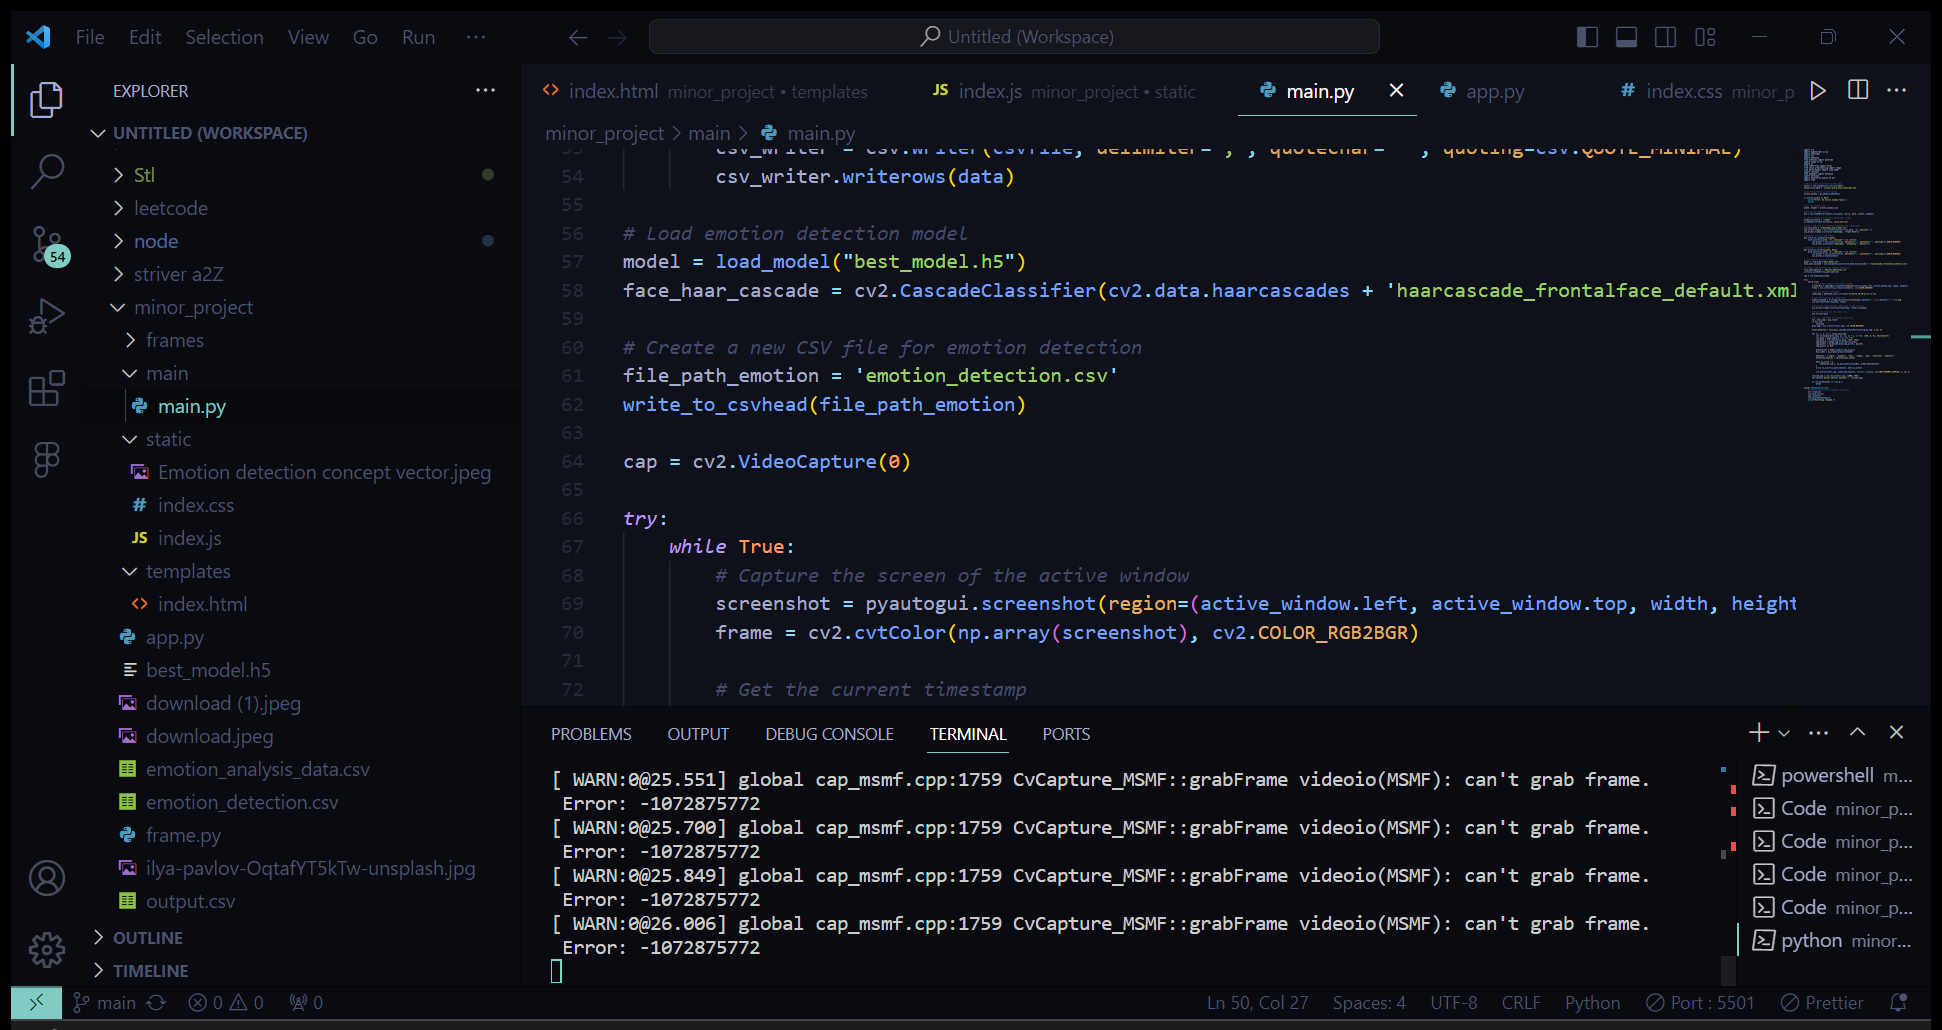 File Edit Selection View Go Run ···
Untitled (Workspace)
EXPLORER
UNTITLED (WORKSPACE)
Stl
leetcode
node
striver a2Z
minor_project
frames
main
main.py
static
Emotion detection concept vector.jpeg
# index.css
JS index.js
templates
<> index.html
app.py
best_model.h5
download (1).jpeg
download.jpeg
emotion_analysis_data.csv
emotion_detection.csv
frame.py
ilya-pavlov-OqtafYT5kTw-unsplash.jpg
output.csv
OUTLINE
TIMELINE
54
<> index.html minor_project • templates
JS index.js minor_project • static
main.py
app.py
# index.css minor_p
minor_project > main > main.py
53 csv_writer = csv.writer(csvfile, delimiter=',', quotechar=' ', quoting=csv.QUOTE_MINIMAL)
54 csv_writer.writerows(data)
55
56 # Load emotion detection model
57 model = load_model("best_model.h5")
58 face_haar_cascade = cv2.CascadeClassifier(cv2.data.haarcascades + 'haarcascade_frontalface_default.xml
59
60 # Create a new CSV file for emotion detection
61 file_path_emotion = 'emotion_detection.csv'
62 write_to_csvhead(file_path_emotion)
63
64 cap = cv2.VideoCapture(0)
65
66 try:
67 while True:
68 # Capture the screen of the active window
69 screenshot = pyautogui.screenshot(region=(active_window.left, active_window.top, width, height
70 frame = cv2.cvtColor(np.array(screenshot), cv2.COLOR_RGB2BGR)
71
72 # Get the current timestamp
PROBLEMS OUTPUT DEBUG CONSOLE TERMINAL PORTS
[ WARN:0@25.551] global cap_msmf.cpp:1759 CvCapture_MSMF::grabFrame videoio(MSMF): can't grab frame.
Error: -1072875772
[ WARN:0@25.700] global cap_msmf.cpp:1759 CvCapture_MSMF::grabFrame videoio(MSMF): can't grab frame.
Error: -1072875772
[ WARN:0@25.849] global cap_msmf.cpp:1759 CvCapture_MSMF::grabFrame videoio(MSMF): can't grab frame.
Error: -1072875772
[ WARN:0@26.006] global cap_msmf.cpp:1759 CvCapture_MSMF::grabFrame videoio(MSMF): can't grab frame.
Error: -1072875772
powershell m...
Code minor_p...
Code minor_p...
Code minor_p...
Code minor_p...
python minor...
main 0 0 0
Ln 50, Col 27 Spaces: 4 UTF-8 CRLF Python Port : 5501 Prettier